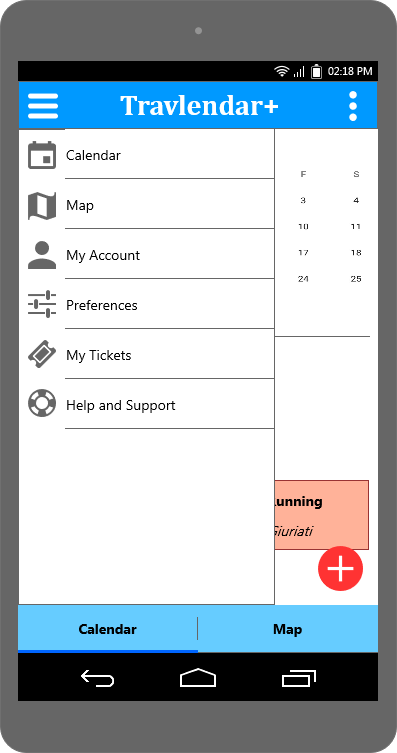 02:18 PM
Travlendar+
Calendar
Map
My Account
Preferences
My Tickets
Help and Support
F S
3 4
10 11
17 18
24 25
unning
Giuriati
Calendar Map